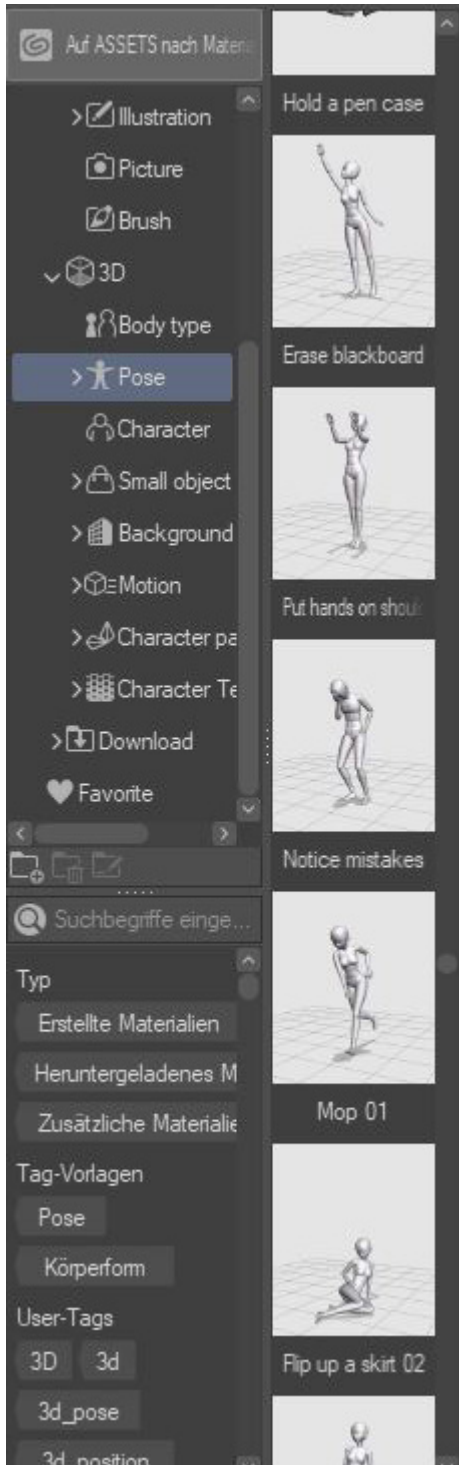 Auf ASSETS nach Materia
Illustration
Picture
Brush
3D
Body type
Pose
Character
Small object
Background
Motion
Character pa
Character Te
Download
Favorite
Suchbegriffe einge...
Typ
Erstellte Materialien
Heruntergeladenes M
Zusätzliche Materialie
Tag-Vorlagen
Pose
Körperform
User-Tags
3D 3d
3d_pose
3d_position
Hold a pen case
Erase blackboard
Put hands on shoul
Notice mistakes
Mop 01
Flip up a skirt 02